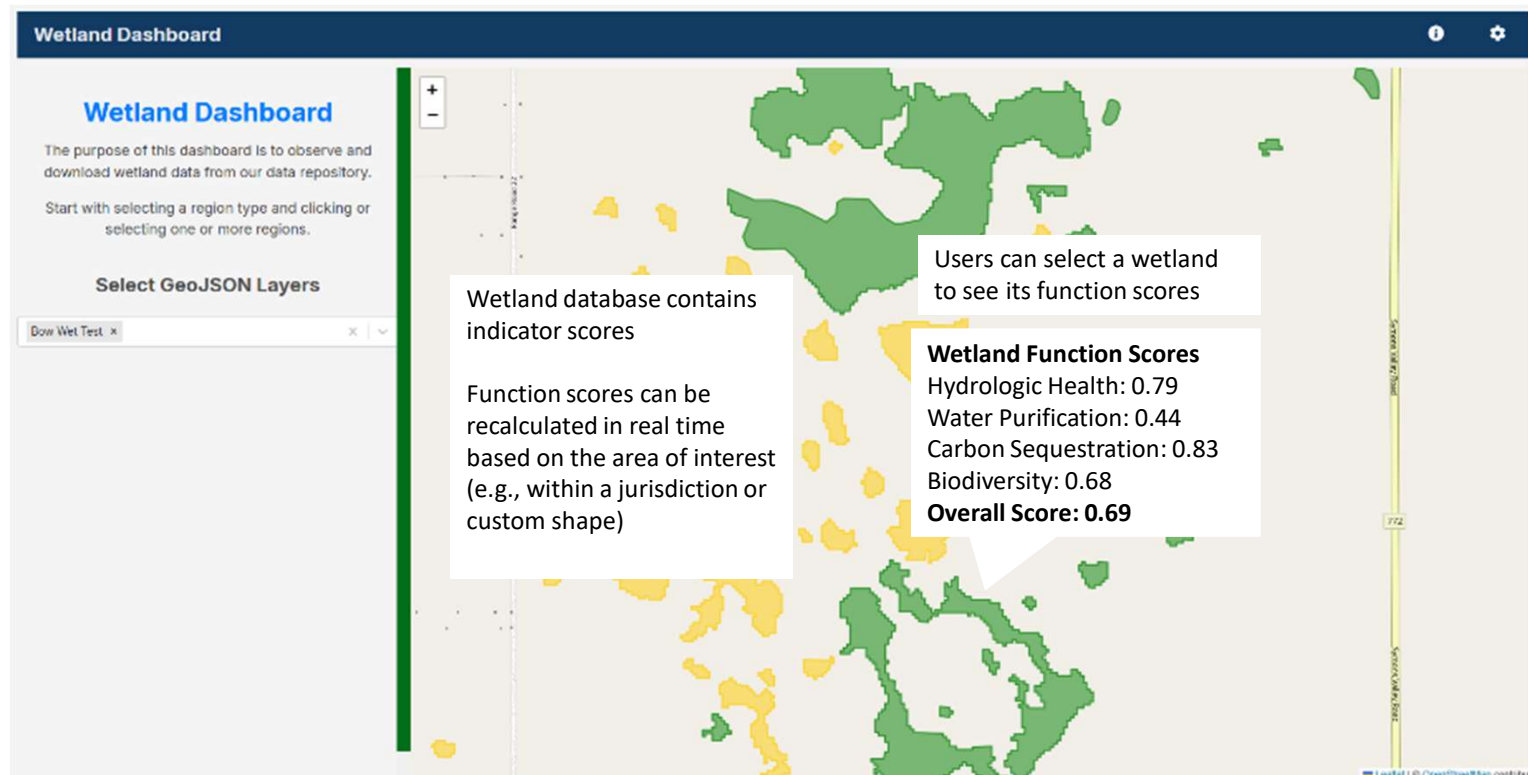 Wetland Dashboard
Wetland Dashboard
The purpose of this dashboard is to observe and
download wetland data from our data repository.
Start with selecting a region type and clicking or
selecting one or more regions.
Select GeoJSON Layers
Bow Wet Test ×
+
−
Range Road 22
Wetland database contains
indicator scores
Function scores can be
recalculated in real time
based on the area of interest
(e.g., within a jurisdiction or
custom shape)
Users can select a wetland
to see its function scores
Wetland Function Scores
Hydrologic Health: 0.79
Water Purification: 0.44
Carbon Sequestration: 0.83
Biodiversity: 0.68
Overall Score: 0.69
772
Leaflet | © OpenStreetMap